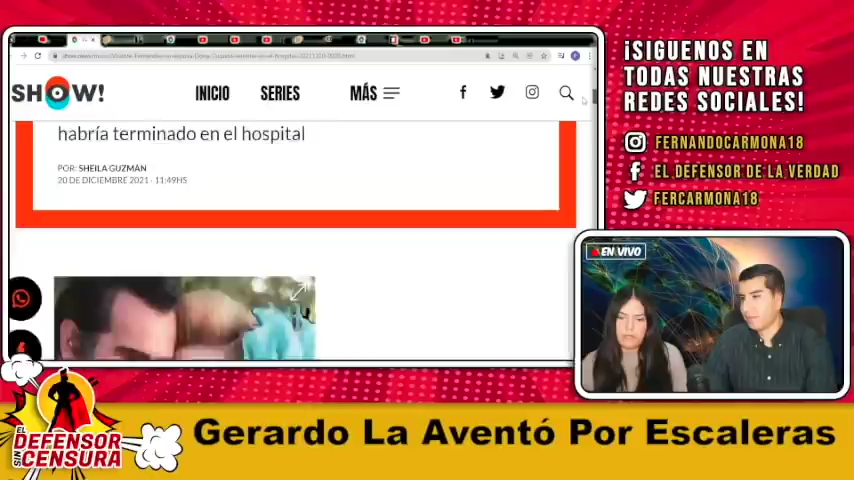 SHOW!
INICIO
SERIES
MÁS
habría terminado en el hospital
POR: SHEILA GUZMÁN
20 DE DICIEMBRE 2021 - 11:49HS
¡SIGUENOS EN
TODAS NUESTRAS
REDES SOCIALES!
FERNANDOCARMONA18
EL DEFENSOR DE LA VERDAD
FERCARMONA18
EN VIVO
EL
DEFENSOR
SIN
CENSURA
Gerardo La Aventó Por Escaleras